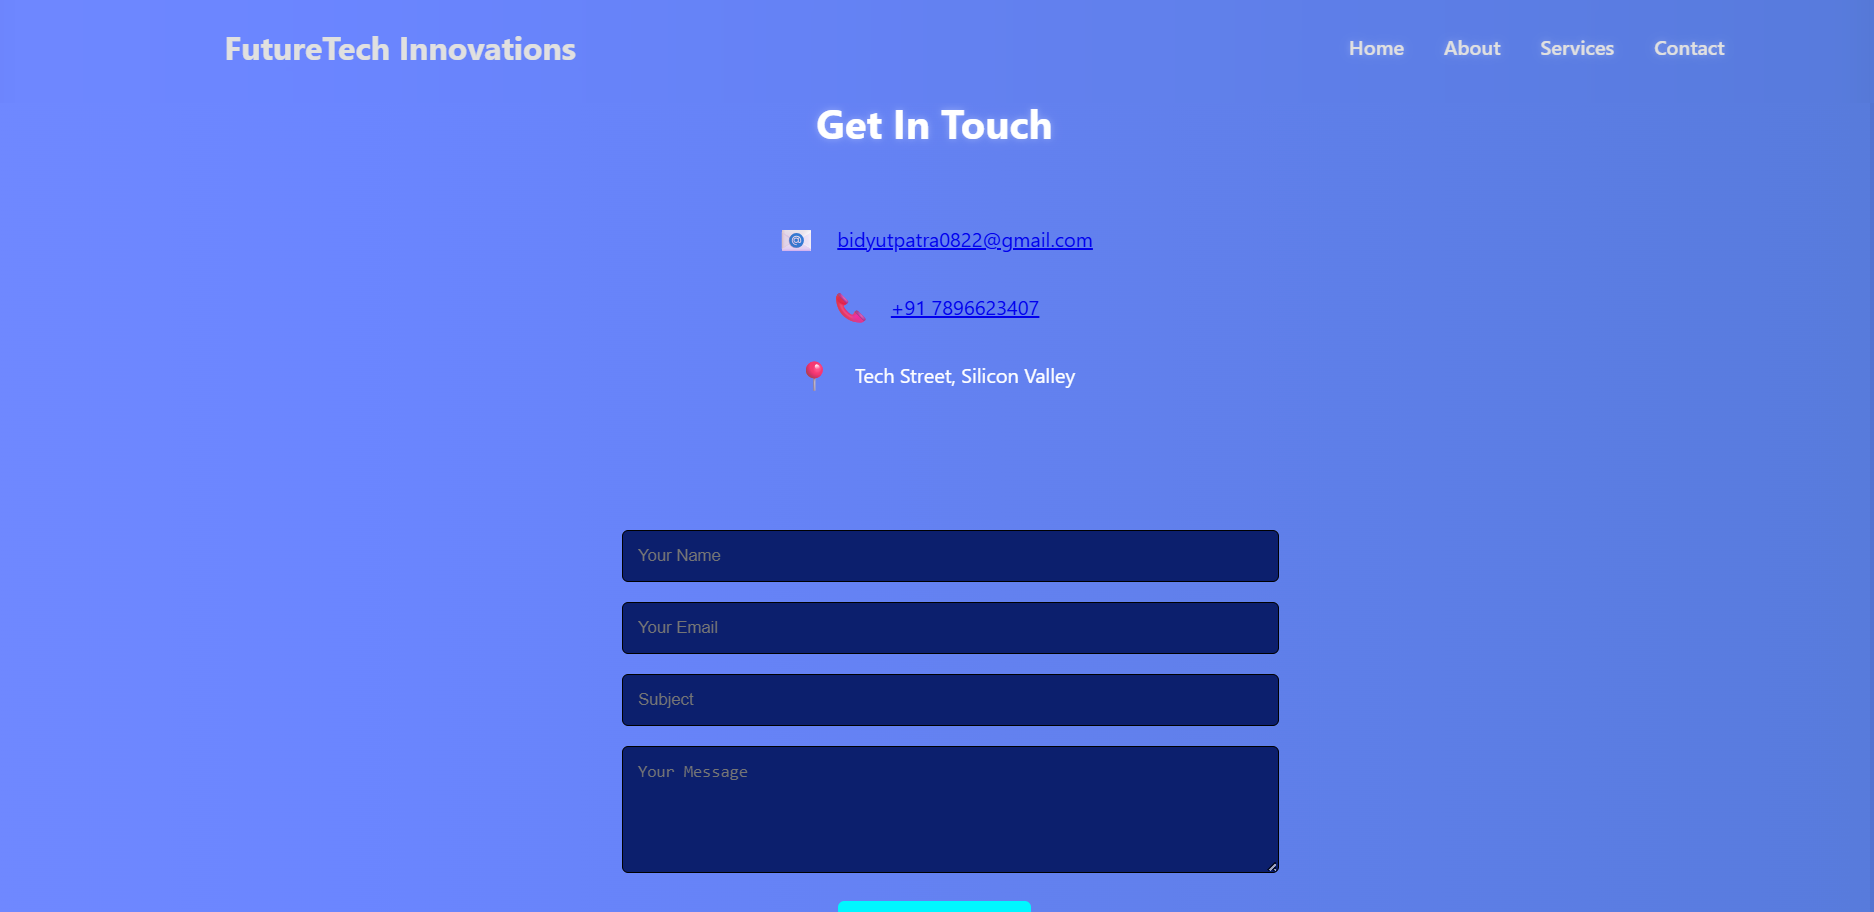 FutureTech Innovations
Home About Services Contact
Get In Touch
bidyutpatra0822@gmail.com
+91 7896623407
Tech Street, Silicon Valley
Your Name
Your Email
Subject
Your Message